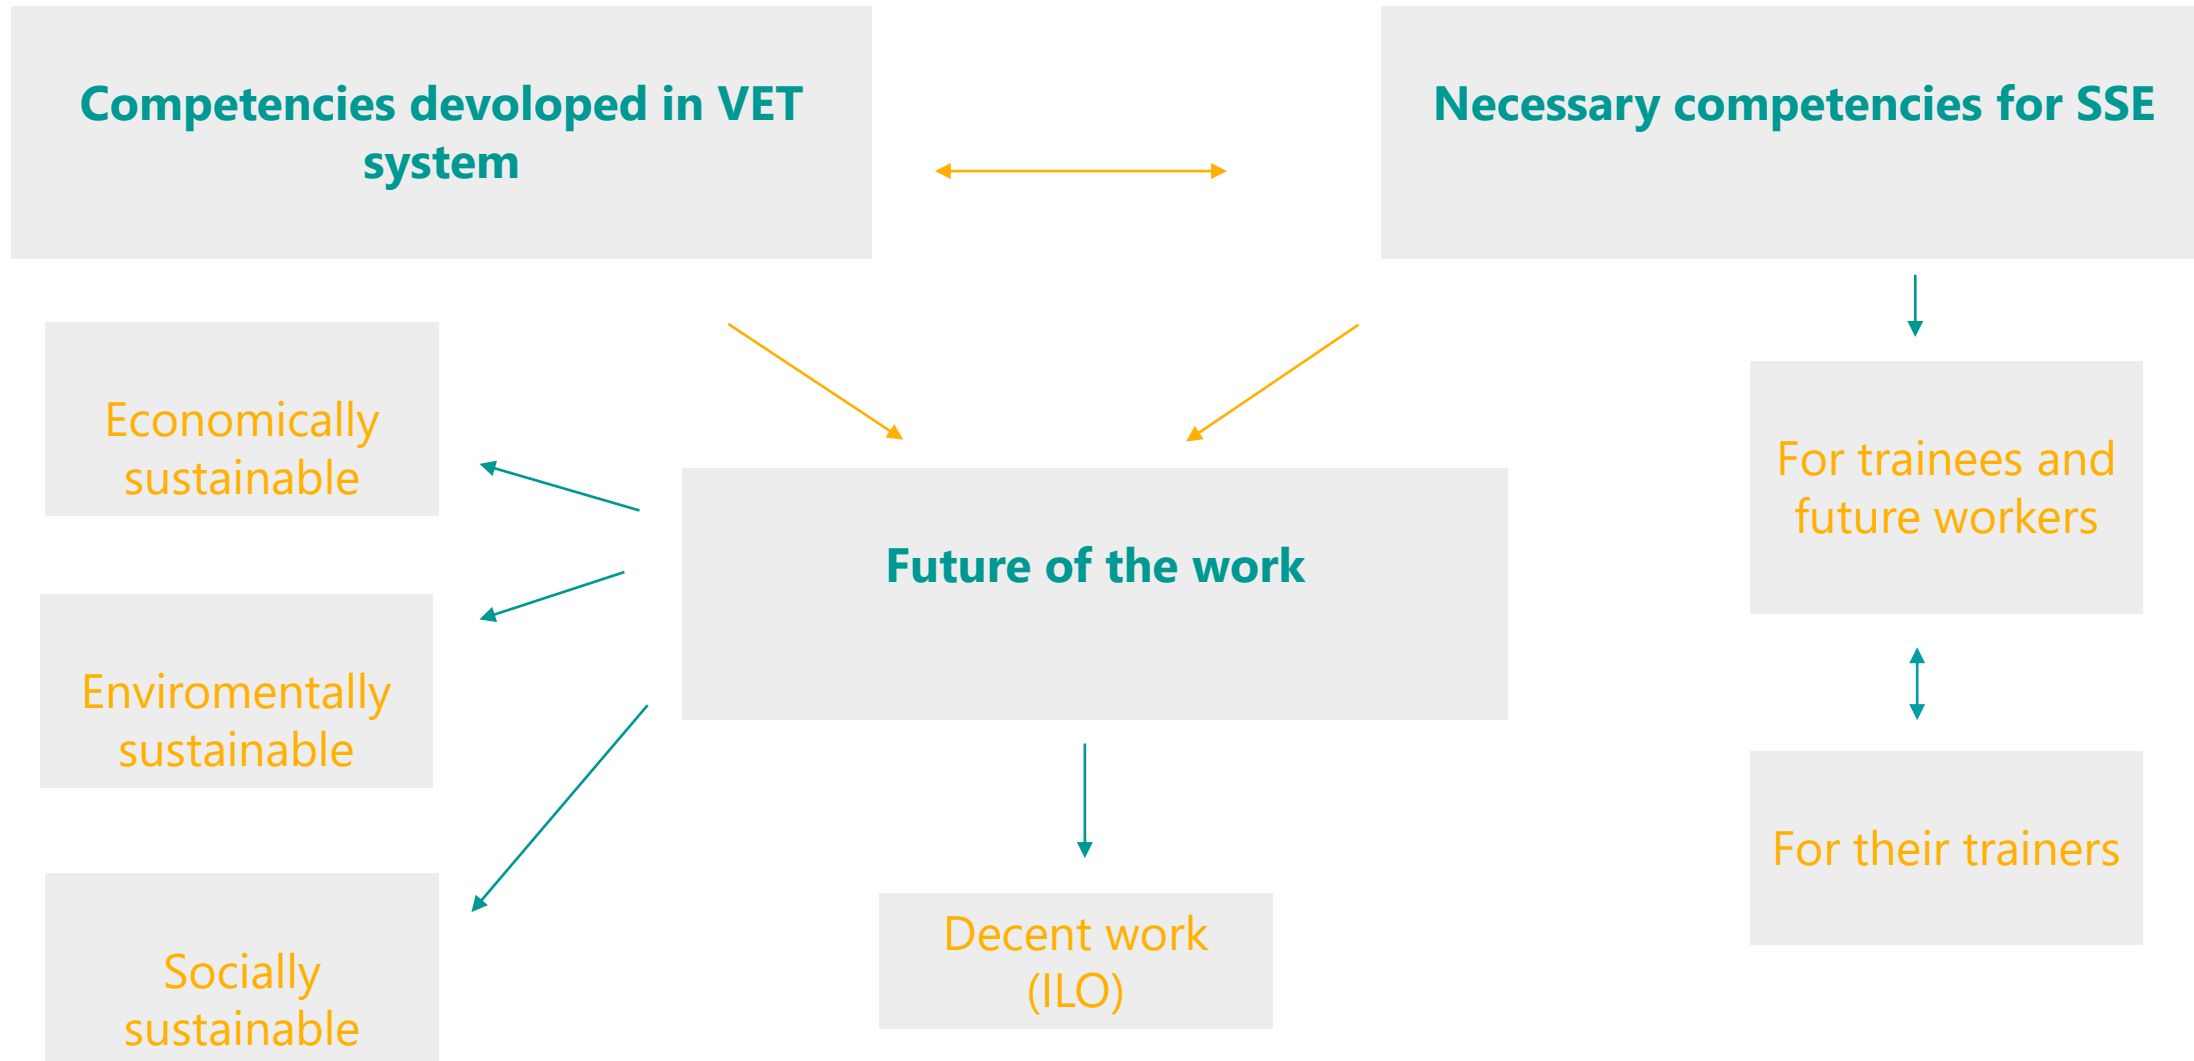 Competencies devoloped in VET
system
Necessary competencies for SSE
Economically
sustainable
For trainees and
future workers
Future of the work
Enviromentally
sustainable
For their trainers
Decent work
(ILO)
Socially
sustainable